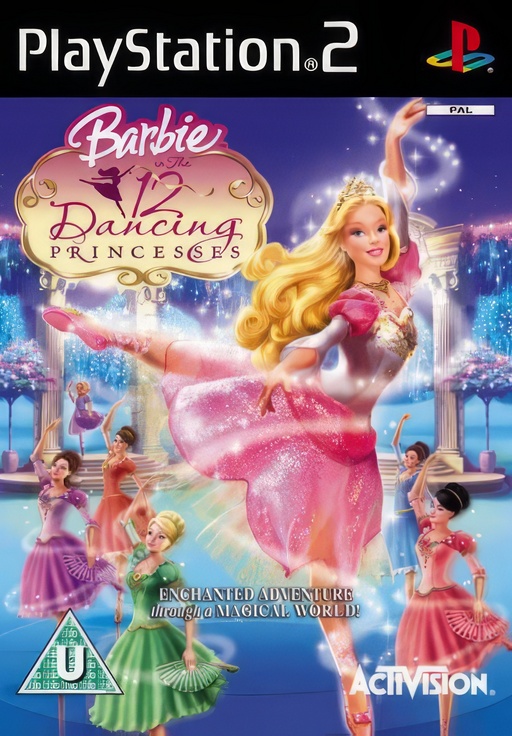 PlayStation®2
PAL
Barbie
in The
12
Dancing
PRINCESSES
ENCHANTED ADVENTURE
through a MAGICAL WORLD!
U
ACTIVISION®